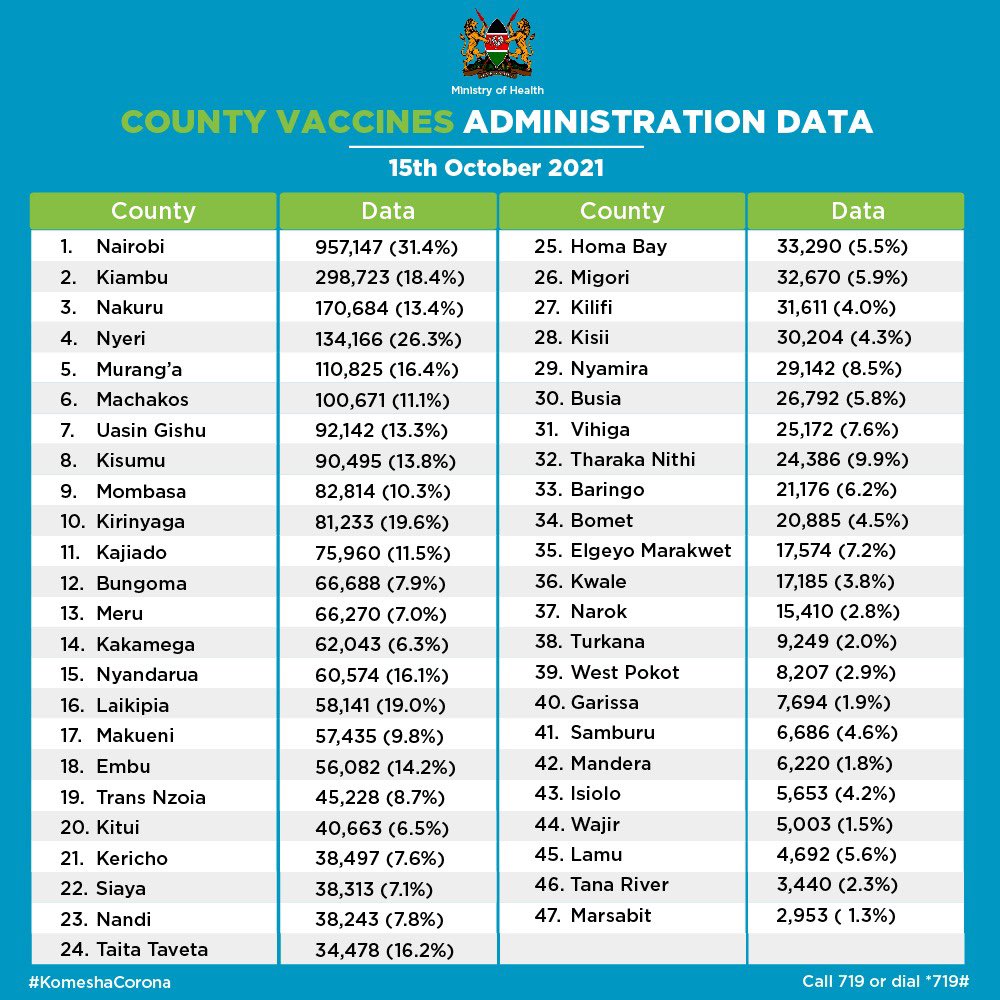 Ministry of Health
COUNTY VACCINES ADMINISTRATION DATA
15th October 2021
County Data County Data
1. Nairobi 957,147 (31.4%) 25. Homa Bay 33,290 (5.5%)
2. Kiambu 298,723 (18.4%) 26. Migori 32,670 (5.9%)
3. Nakuru 170,684 (13.4%) 27. Kilifi 31,611 (4.0%)
4. Nyeri 134,166 (26.3%) 28. Kisii 30,204 (4.3%)
5. Murang’a 110,825 (16.4%) 29. Nyamira 29,142 (8.5%)
6. Machakos 100,671 (11.1%) 30. Busia 26,792 (5.8%)
7. Uasin Gishu 92,142 (13.3%) 31. Vihiga 25,172 (7.6%)
8. Kisumu 90,495 (13.8%) 32. Tharaka Nithi 24,386 (9.9%)
9. Mombasa 82,814 (10.3%) 33. Baringo 21,176 (6.2%)
10. Kirinyaga 81,233 (19.6%) 34. Bomet 20,885 (4.5%)
11. Kajiado 75,960 (11.5%) 35. Elgeyo Marakwet 17,574 (7.2%)
12. Bungoma 66,688 (7.9%) 36. Kwale 17,185 (3.8%)
13. Meru 66,270 (7.0%) 37. Narok 15,410 (2.8%)
14. Kakamega 62,043 (6.3%) 38. Turkana 9,249 (2.0%)
15. Nyandarua 60,574 (16.1%) 39. West Pokot 8,207 (2.9%)
16. Laikipia 58,141 (19.0%) 40. Garissa 7,694 (1.9%)
17. Makueni 57,435 (9.8%) 41. Samburu 6,686 (4.6%)
18. Embu 56,082 (14.2%) 42. Mandera 6,220 (1.8%)
19. Trans Nzoia 45,228 (8.7%) 43. Isiolo 5,653 (4.2%)
20. Kitui 40,663 (6.5%) 44. Wajir 5,003 (1.5%)
21. Kericho 38,497 (7.6%) 45. Lamu 4,692 (5.6%)
22. Siaya 38,313 (7.1%) 46. Tana River 3,440 (2.3%)
23. Nandi 38,243 (7.8%) 47. Marsabit 2,953 ( 1.3%)
24. Taita Taveta 34,478 (16.2%)
#KomeshaCorona Call 719 or dial *719#